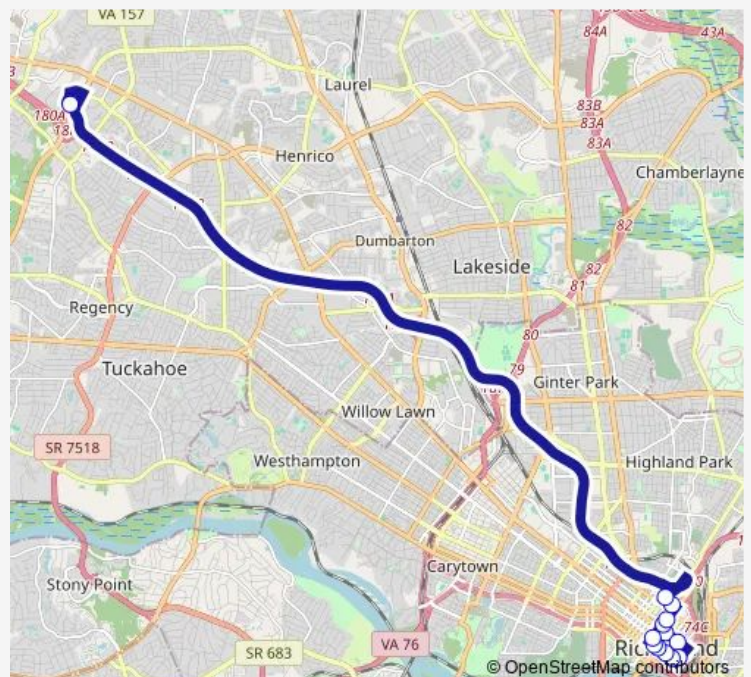 VA 157
43A
84A
Laurel
83B
83A
83A
180A
Henrico
Chamberlayne
82
Dumbarton
Lakeside
82
81
Regency
80
79
Tuckahoe
Ginter Park
Willow Lawn
SR 7518
Westhampton
Highland Park
Carytown
Stony Point
74C
VA 76
SR 683
© OpenStreetMap contributors